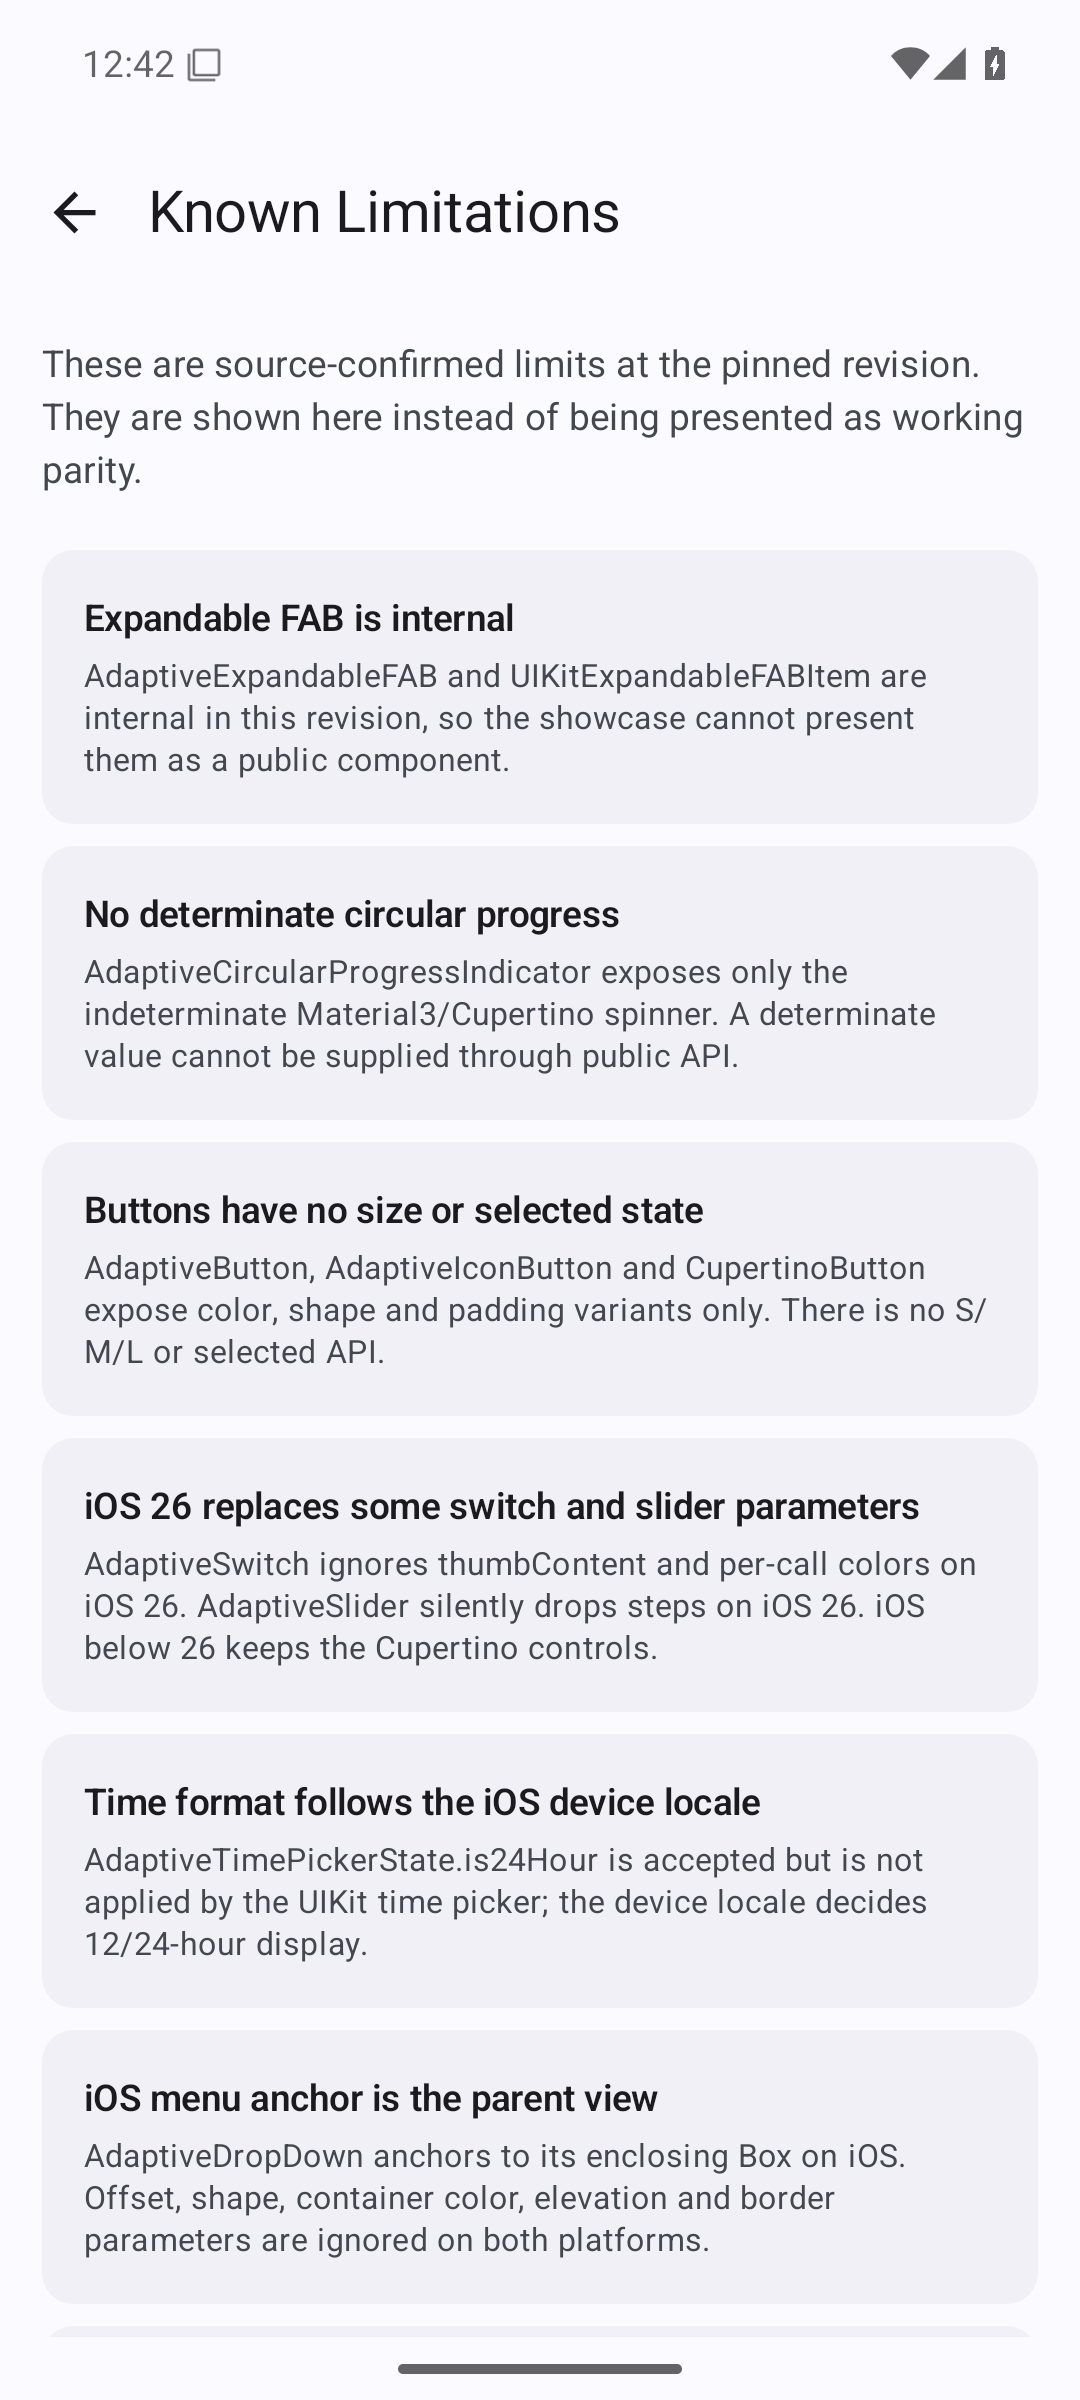 12:42
Known Limitations
These are source-confirmed limits at the pinned revision.
They are shown here instead of being presented as working
parity.
Expandable FAB is internal
AdaptiveExpandableFAB and UIKitExpandableFABItem are
internal in this revision, so the showcase cannot present
them as a public component.
No determinate circular progress
AdaptiveCircularProgressIndicator exposes only the
indeterminate Material3/Cupertino spinner. A determinate
value cannot be supplied through public API.
Buttons have no size or selected state
AdaptiveButton, AdaptiveIconButton and CupertinoButton
expose color, shape and padding variants only. There is no S/
M/L or selected API.
iOS 26 replaces some switch and slider parameters
AdaptiveSwitch ignores thumbContent and per-call colors on
iOS 26. AdaptiveSlider silently drops steps on iOS 26. iOS
below 26 keeps the Cupertino controls.
Time format follows the iOS device locale
AdaptiveTimePickerState.is24Hour is accepted but is not
applied by the UIKit time picker; the device locale decides
12/24-hour display.
iOS menu anchor is the parent view
AdaptiveDropDown anchors to its enclosing Box on iOS.
Offset, shape, container color, elevation and border
parameters are ignored on both platforms.